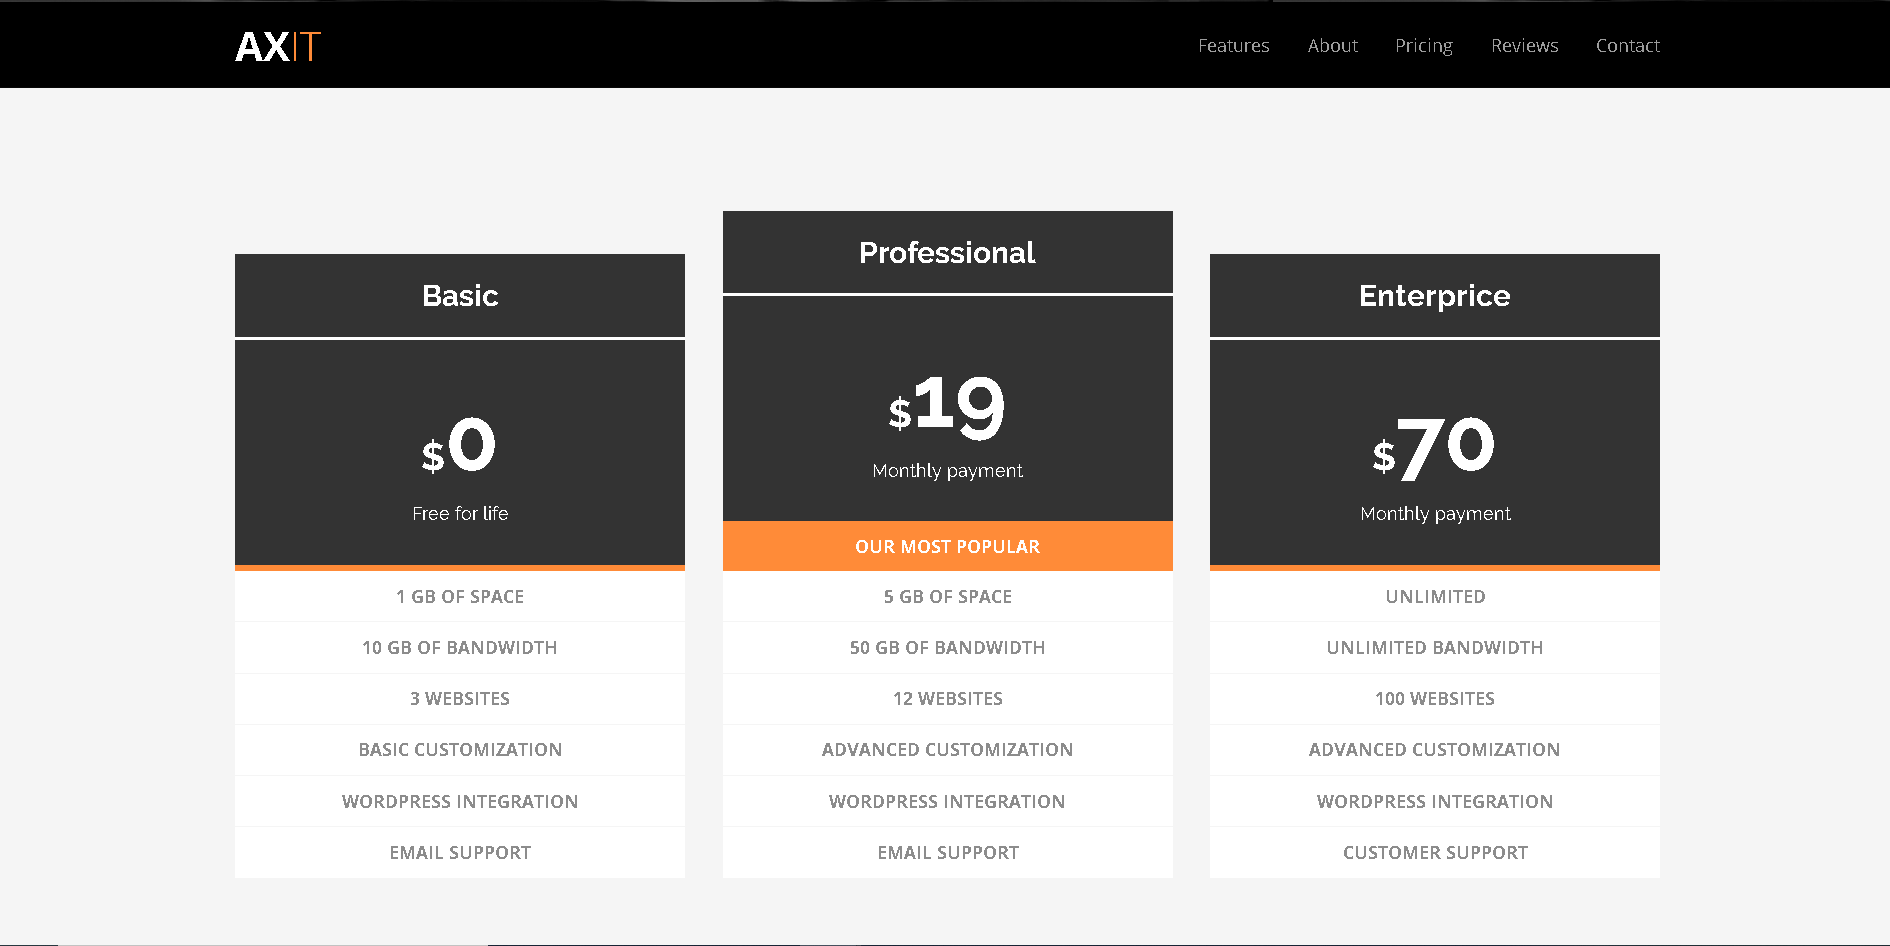 AXIT
Features About Pricing Reviews Contact
Basic
$0
Free for life
1 GB OF SPACE
10 GB OF BANDWIDTH
3 WEBSITES
BASIC CUSTOMIZATION
WORDPRESS INTEGRATION
EMAIL SUPPORT
Professional
$19
Monthly payment
OUR MOST POPULAR
5 GB OF SPACE
50 GB OF BANDWIDTH
12 WEBSITES
ADVANCED CUSTOMIZATION
WORDPRESS INTEGRATION
EMAIL SUPPORT
Enterprice
$70
Monthly payment
UNLIMITED
UNLIMITED BANDWIDTH
100 WEBSITES
ADVANCED CUSTOMIZATION
WORDPRESS INTEGRATION
CUSTOMER SUPPORT